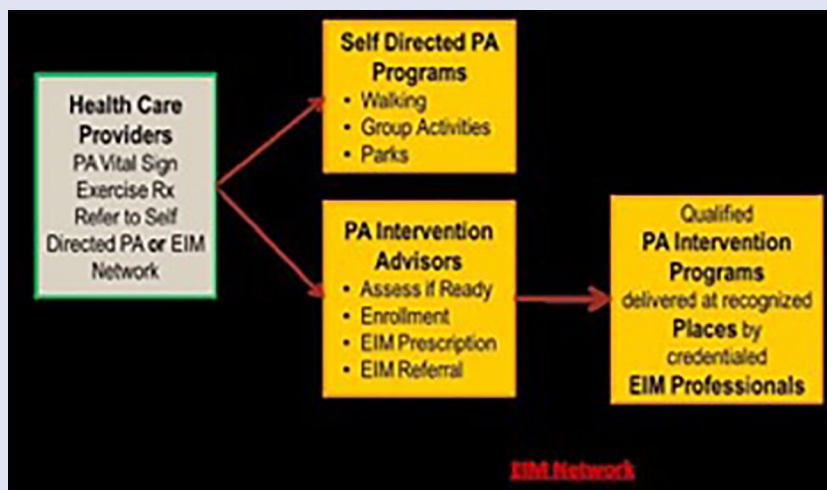 Health Care
Providers
PA Vital Sign
Exercise Rx
Refer to Self
Directed PA or EIM
Network
Self Directed PA
Programs
• Walking
• Group Activities
• Parks
PA Intervention
Advisors
• Assess if Ready
• Enrollment
• EIM Prescription
• EIM Referral
Qualified
PA Intervention
Programs
delivered at recognized
Places by
credentialed
EIM Professionals
EIM Network